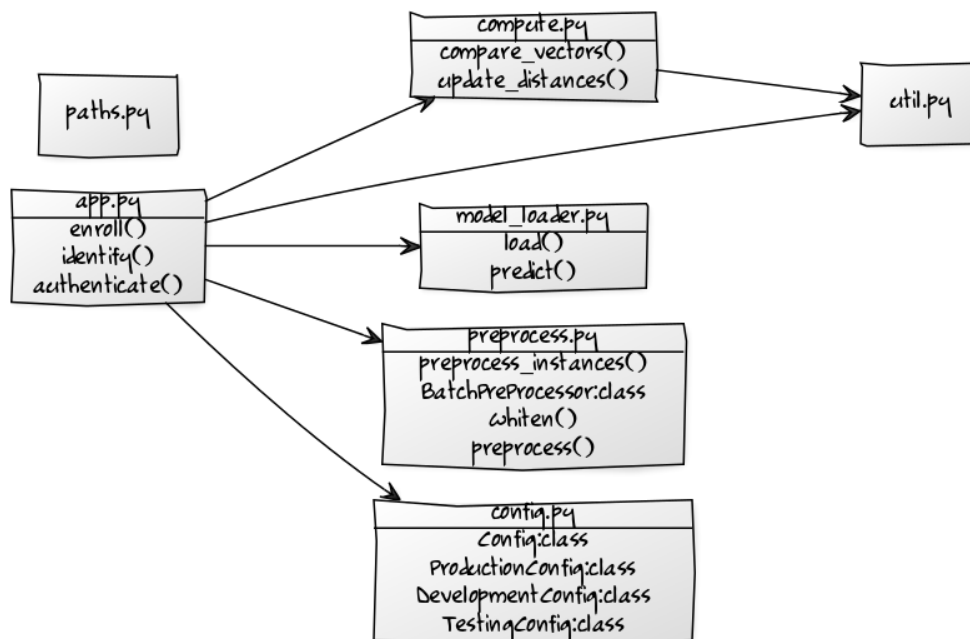 paths.py
app.py
enroll()
identify()
authenticate()
compute.py
compare_vectors()
update_distances()
util.py
model_loader.py
load()
predict()
preprocess.py
preprocess_instances()
BatchPreProcessor:class
whiten()
preprocess()
config.py
Config:class
ProductionConfig:class
DevelopmentConfig:class
TestingConfig:class